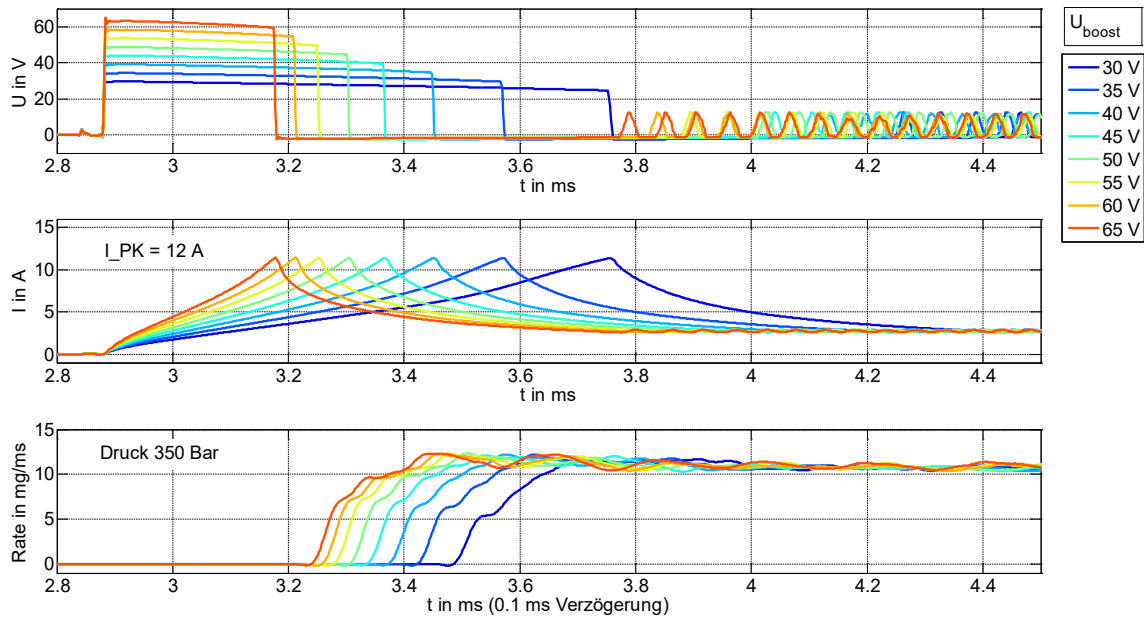 U in V
60
40
20
0
2.8 3 3.2 3.4 3.6 3.8 4 4.2 4.4
t in ms
U_boost
30 V
35 V
40 V
45 V
50 V
55 V
60 V
65 V
I in A
15
10
5
0
I_PK = 12 A
2.8 3 3.2 3.4 3.6 3.8 4 4.2 4.4
t in ms
Rate in mg/ms
15
10
5
0
Druck 350 Bar
2.8 3 3.2 3.4 3.6 3.8 4 4.2 4.4
t in ms (0.1 ms Verzögerung)